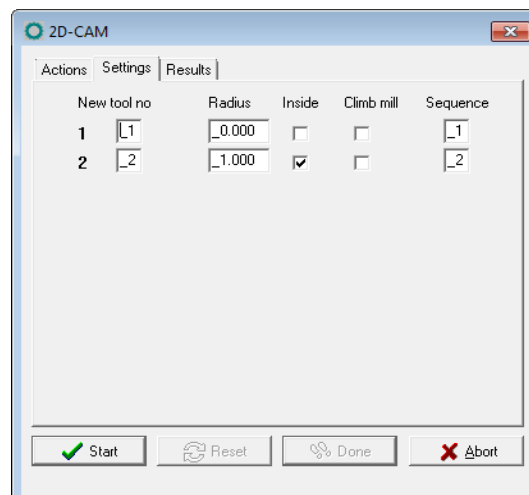 2D-CAM
Actions Settings Results
New tool no Radius Inside Climb mill Sequence
1 _1 _0.000 _1
2 _2 _1.000 _2
Start Reset Done Abort